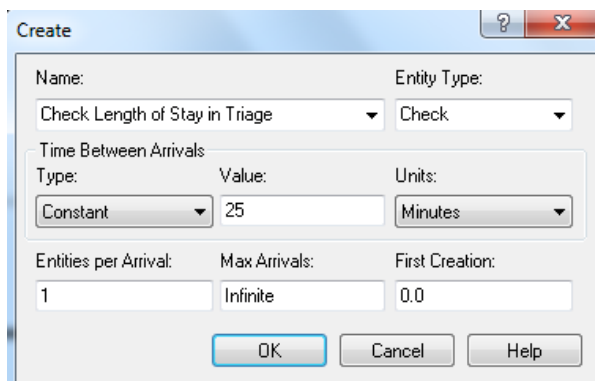 Create
?
X
Name:
Entity Type:
Check Length of Stay in Triage
Check
Time Between Arrivals
Type:
Value:
Units:
Constant
25
Minutes
Entities per Arrival:
Max Arrivals:
First Creation:
1
Infinite
0.0
OK
Cancel
Help